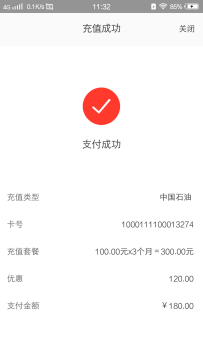 4G 0.1K/s 11:32 85%
充值成功 关闭
支付成功
充值类型 中国石油
卡号 1000111100013274
充值套餐 100.00元x3个月＝300.00元
优惠 120.00
支付金额 ￥180.00